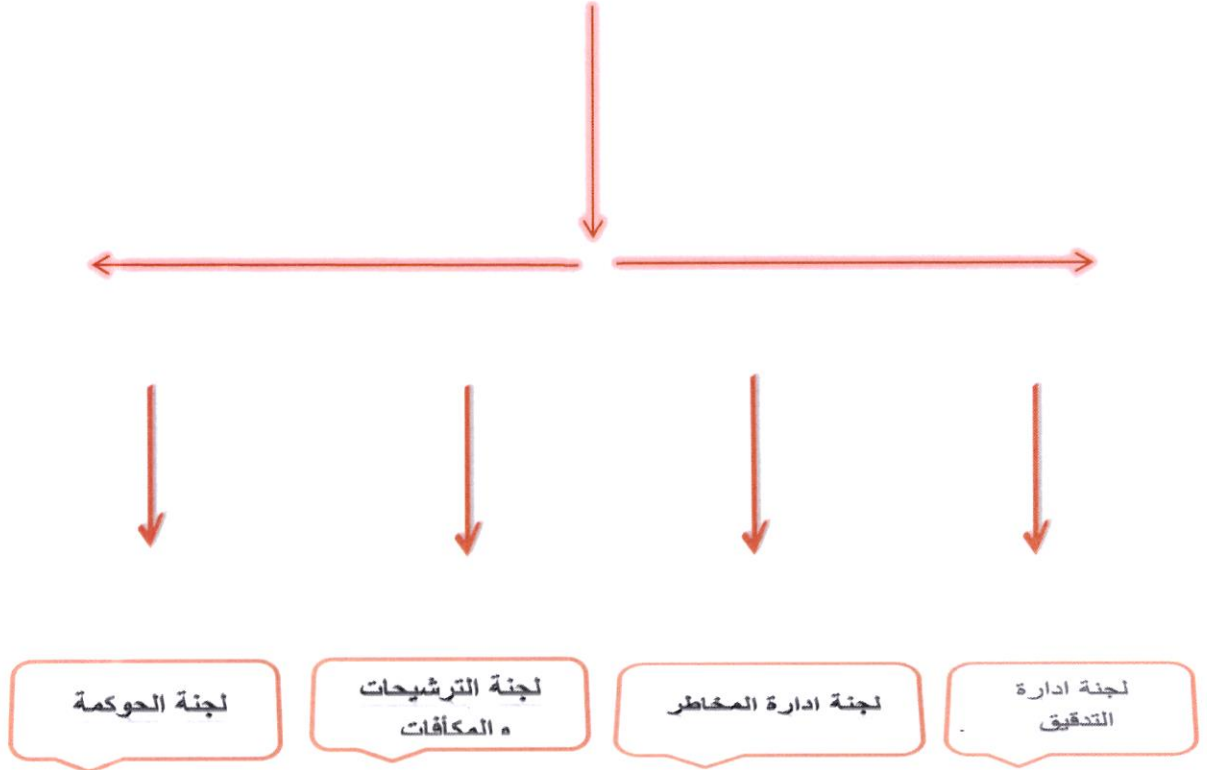 لجنة ادارة
التدقيق
لجنة ادارة المخاطر
لجنة الترشيحات
و المكأفات
لجنة الحوكمة